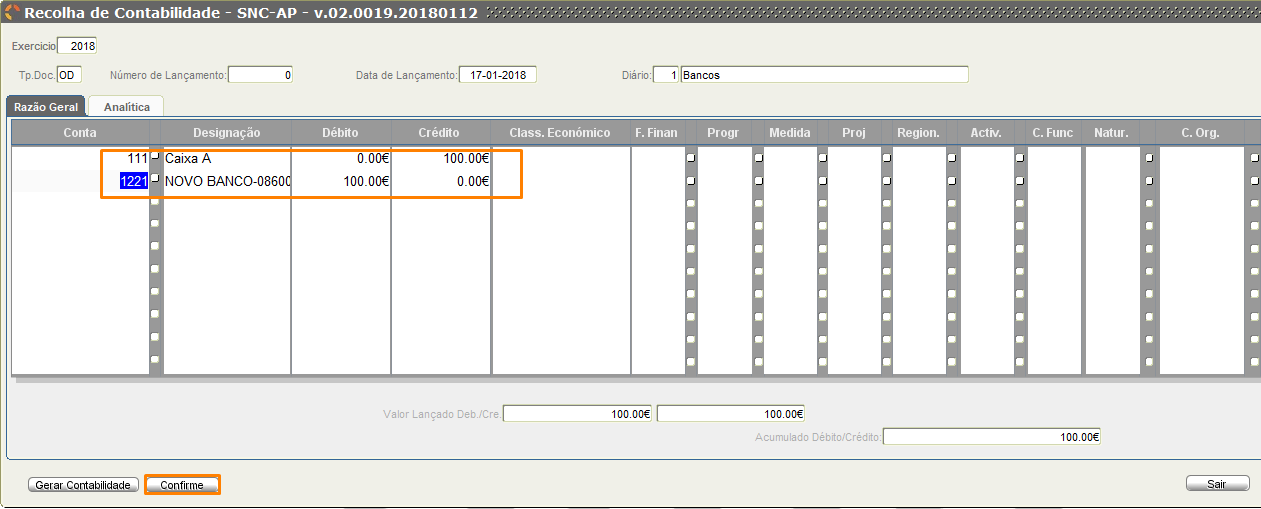 Recolha de Contabilidade - SNC-AP - v.02.0019.20180112
Exercicio 2018
Tp.Doc. OD Número de Lançamento: 0 Data de Lançamento: 17-01-2018 Diário: 1 Bancos
Razão Geral Analítica
Conta Designação Débito Crédito Class. Económico F. Finan Progr Medida Proj Region. Activ. C. Func Natur. C. Org.
111 Caixa A 0.00€ 100.00€
1221 NOVO BANCO-08600 100.00€ 0.00€
Valor Lançado Deb./Cre. 100.00€ 100.00€
Acumulado Débito/Crédito: 100.00€
Gerar Contabilidade Confirme Sair